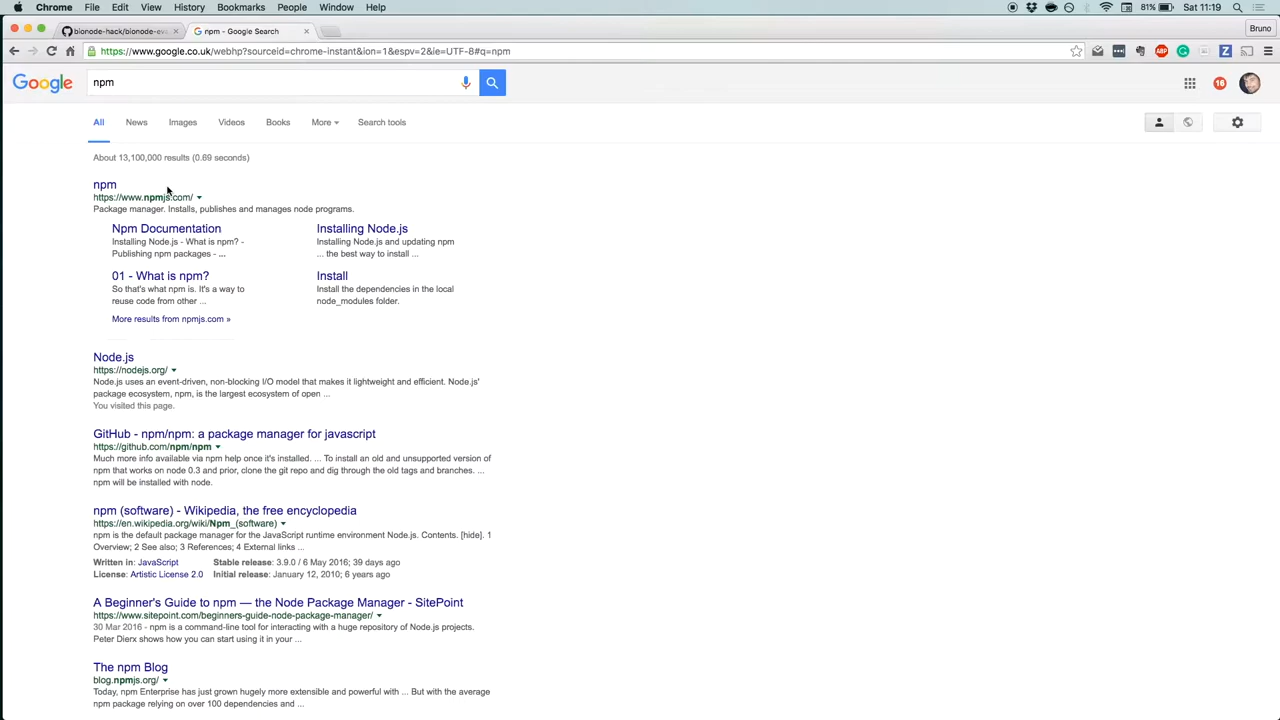 Chrome File Edit View History Bookmarks People Window Help 81% Sat 11:19
bionode-hack/bionode-eva npm - Google Search Bruno
https://www.google.co.uk/webhp?sourceid=chrome-instant&ion=1&espv=2&ie=UTF-8#q=npm
Google npm 16
All News Images Videos Books More Search tools
About 13,100,000 results (0.69 seconds)
npm
https://www.npmjs.com/
Package manager. Installs, publishes and manages node programs.
Npm Documentation
Installing Node.js - What is npm? -
Publishing npm packages - ...
Installing Node.js
Installing Node.js and updating npm
... the best way to install ...
01 - What is npm?
So that's what npm is. It's a way to
reuse code from other ...
Install
Install the dependencies in the local
node_modules folder.
More results from npmjs.com »
Node.js
https://nodejs.org/
Node.js uses an event-driven, non-blocking I/O model that makes it lightweight and efficient. Node.js'
package ecosystem, npm, is the largest ecosystem of open ...
You visited this page.
GitHub - npm/npm: a package manager for javascript
https://github.com/npm/npm
Much more info available via npm help once it's installed. ... To install an old and unsupported version of
npm that works on node 0.3 and prior, clone the git repo and dig through the old tags and branches. ...
npm will be installed with node.
npm (software) - Wikipedia, the free encyclopedia
https://en.wikipedia.org/wiki/Npm_(software)
npm is the default package manager for the JavaScript runtime environment Node.js. Contents. [hide]. 1
Overview; 2 See also; 3 References; 4 External links ...
Written in: JavaScript Stable release: 3.9.0 / 6 May 2016; 39 days ago
License: Artistic License 2.0 Initial release: January 12, 2010; 6 years ago
A Beginner's Guide to npm — the Node Package Manager - SitePoint
https://www.sitepoint.com/beginners-guide-node-package-manager/
30 Mar 2016 - npm is a command-line tool for interacting with a huge repository of Node.js projects.
Peter Dierx shows how you can start using it in your ...
The npm Blog
blog.npmjs.org/
Today, npm Enterprise has just grown hugely more extensible and powerful with ... But with the average
npm package relying on over 100 dependencies and ...